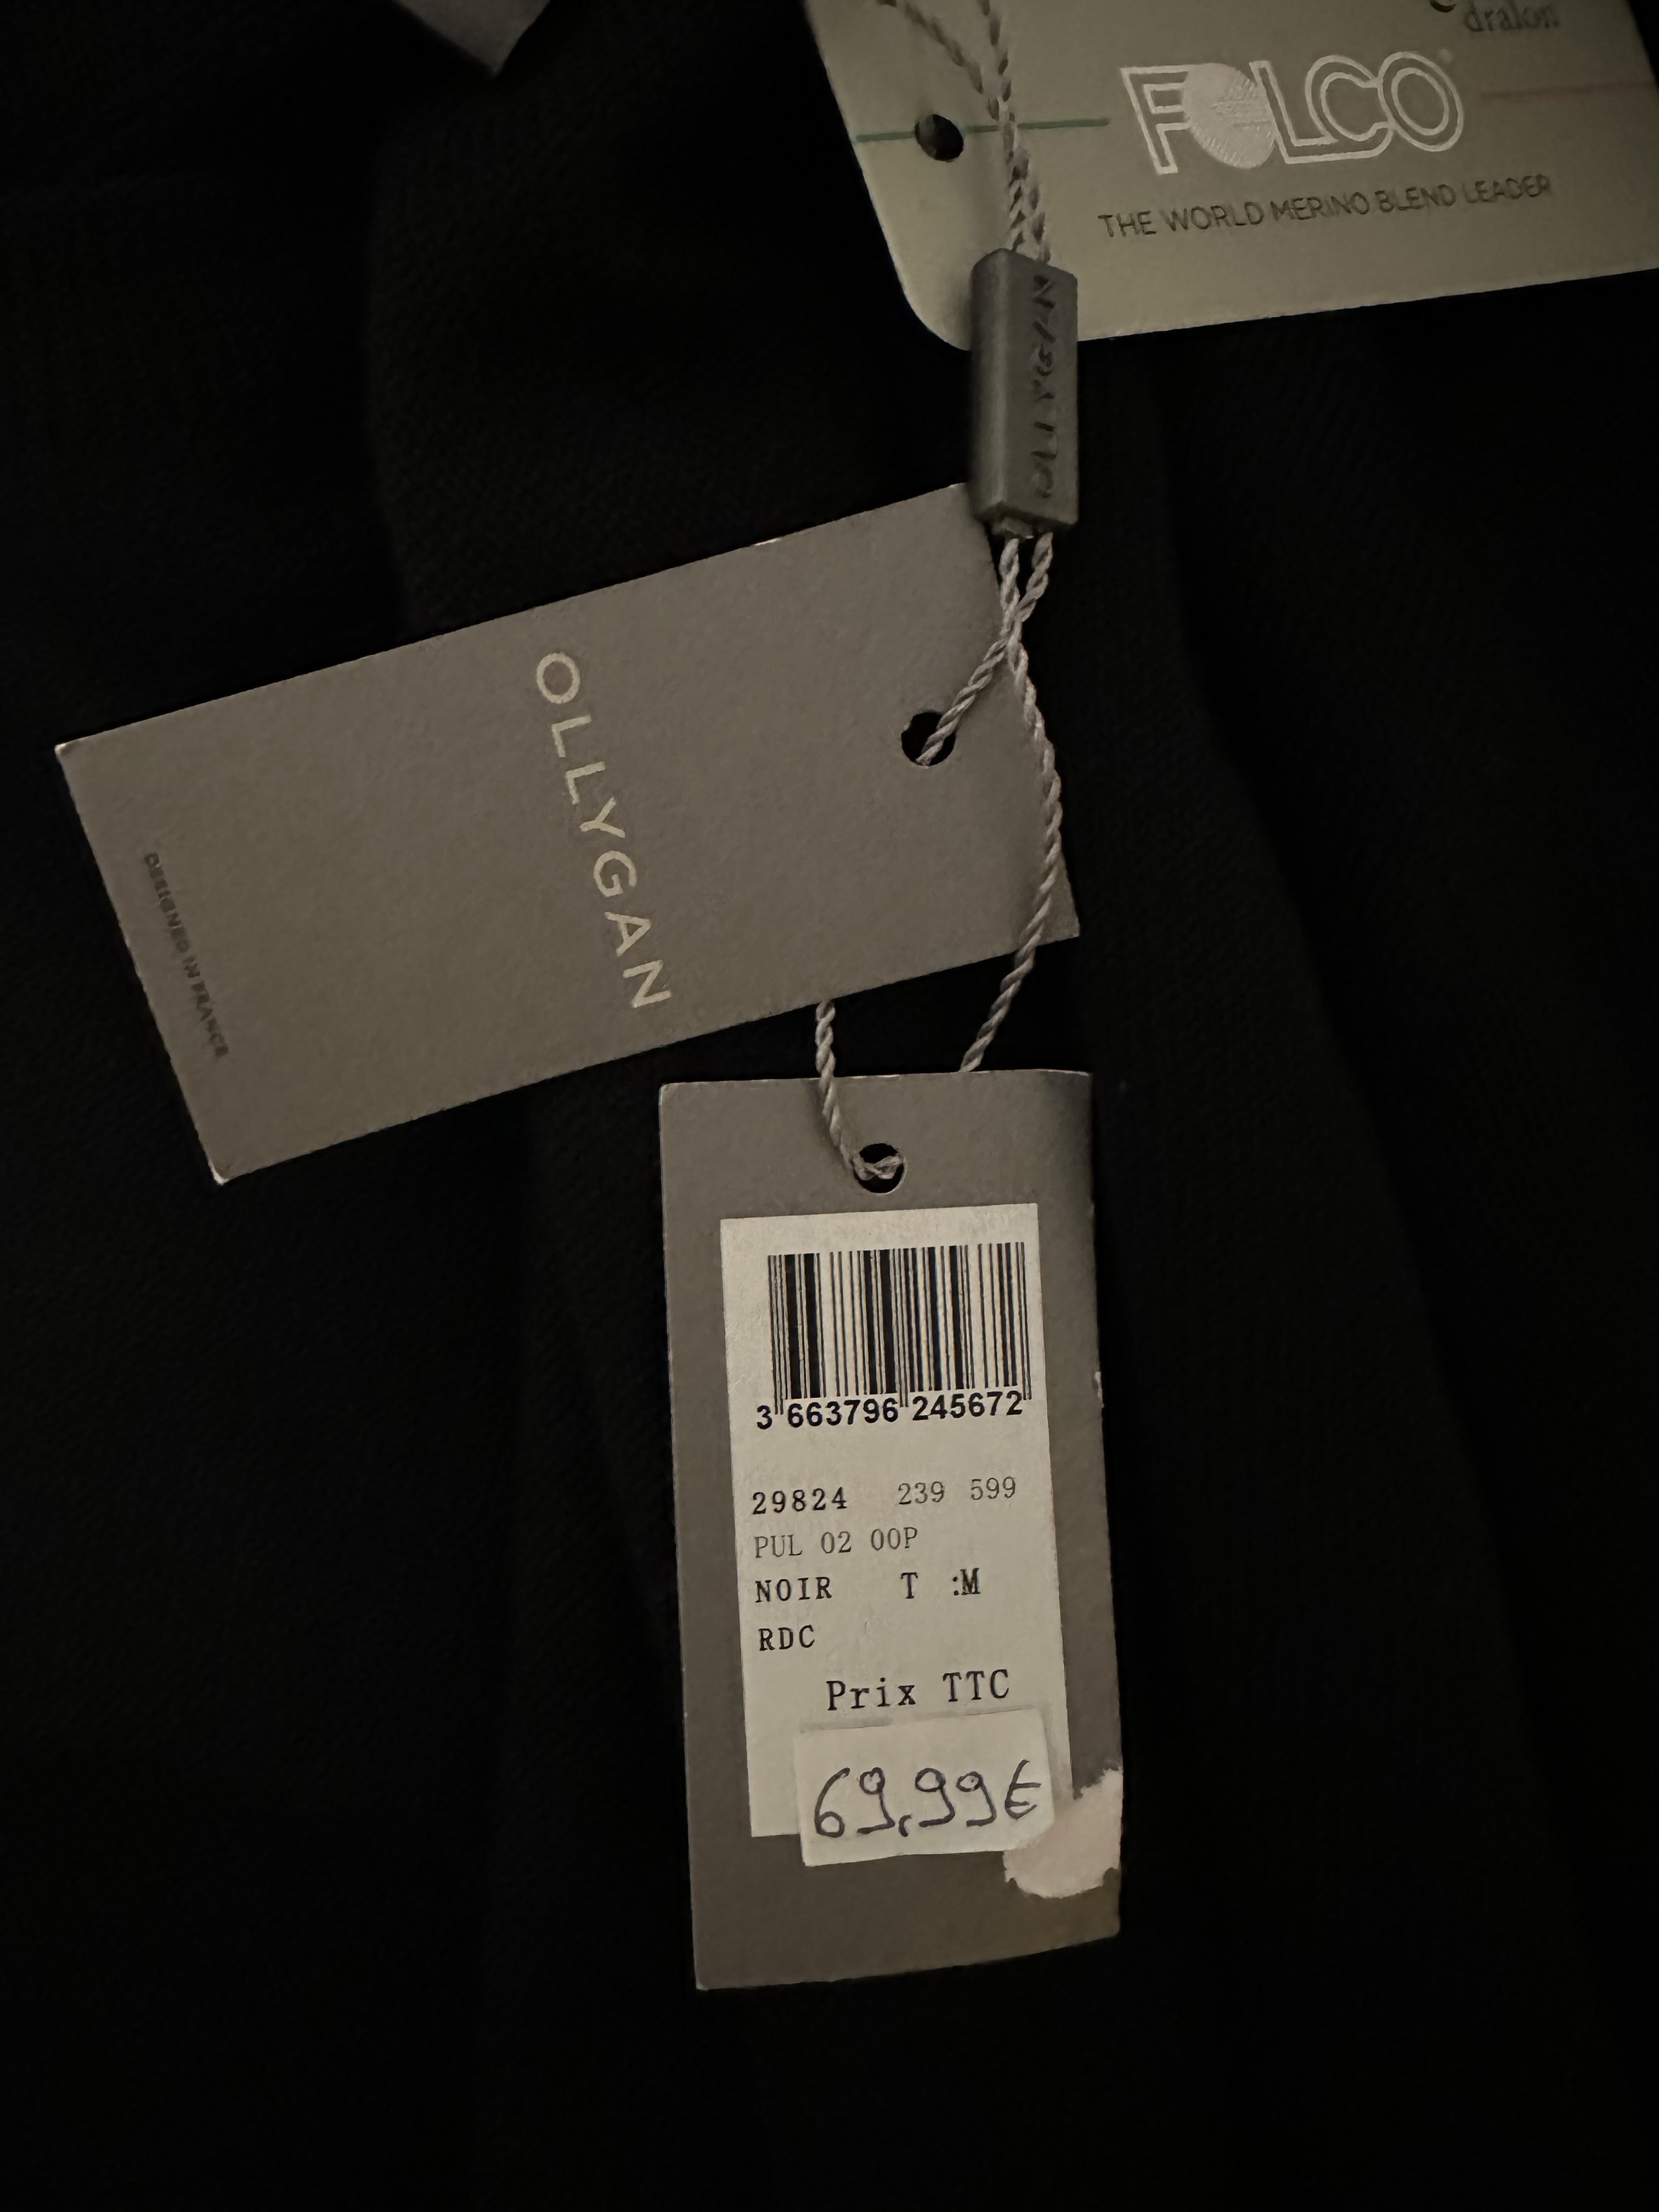 dralon
FOLCO
THE WORLD MERINO BLEND LEADER
OLLYGAN
DESIGNED IN FRANCE
3 663796 245672
29824 239 599
PUL 02 00P
NOIR T :M
RDC
Prix TTC
69,99€